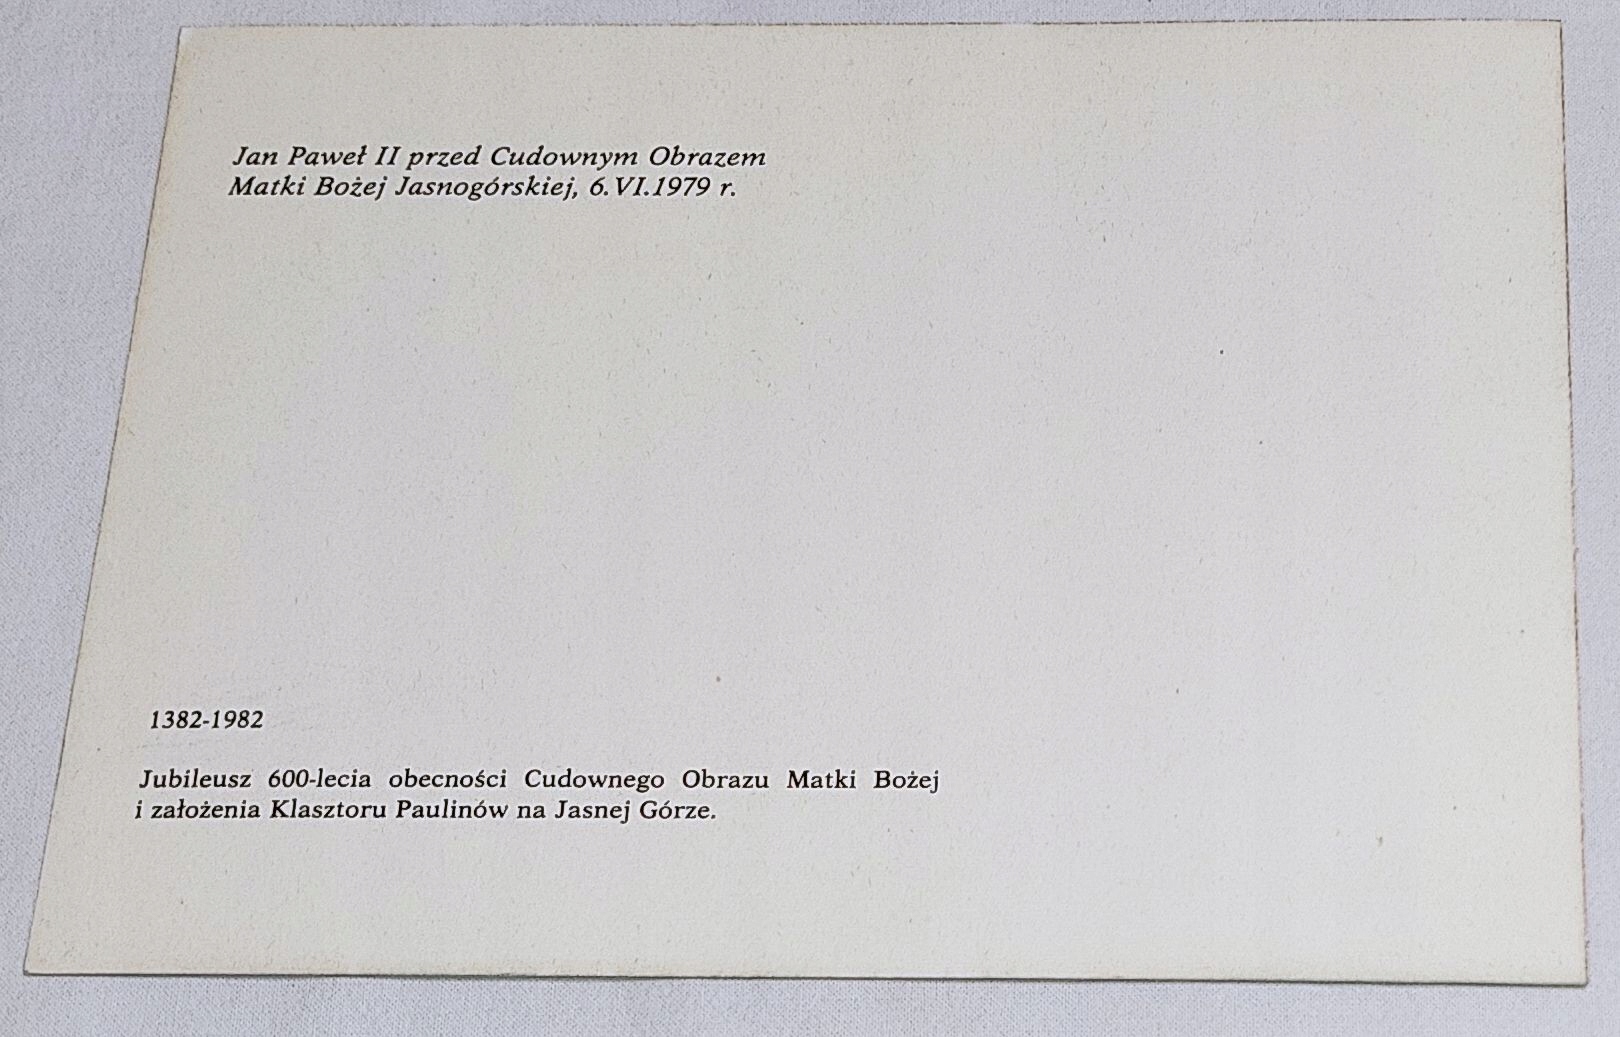 Jan Paweł II przed Cudownym Obrazem
Matki Bożej Jasnogórskiej, 6.VI.1979 r.
1382-1982
Jubileusz 600-lecia obecności Cudownego Obrazu Matki Bożej
i założenia Klasztoru Paulinów na Jasnej Górze.